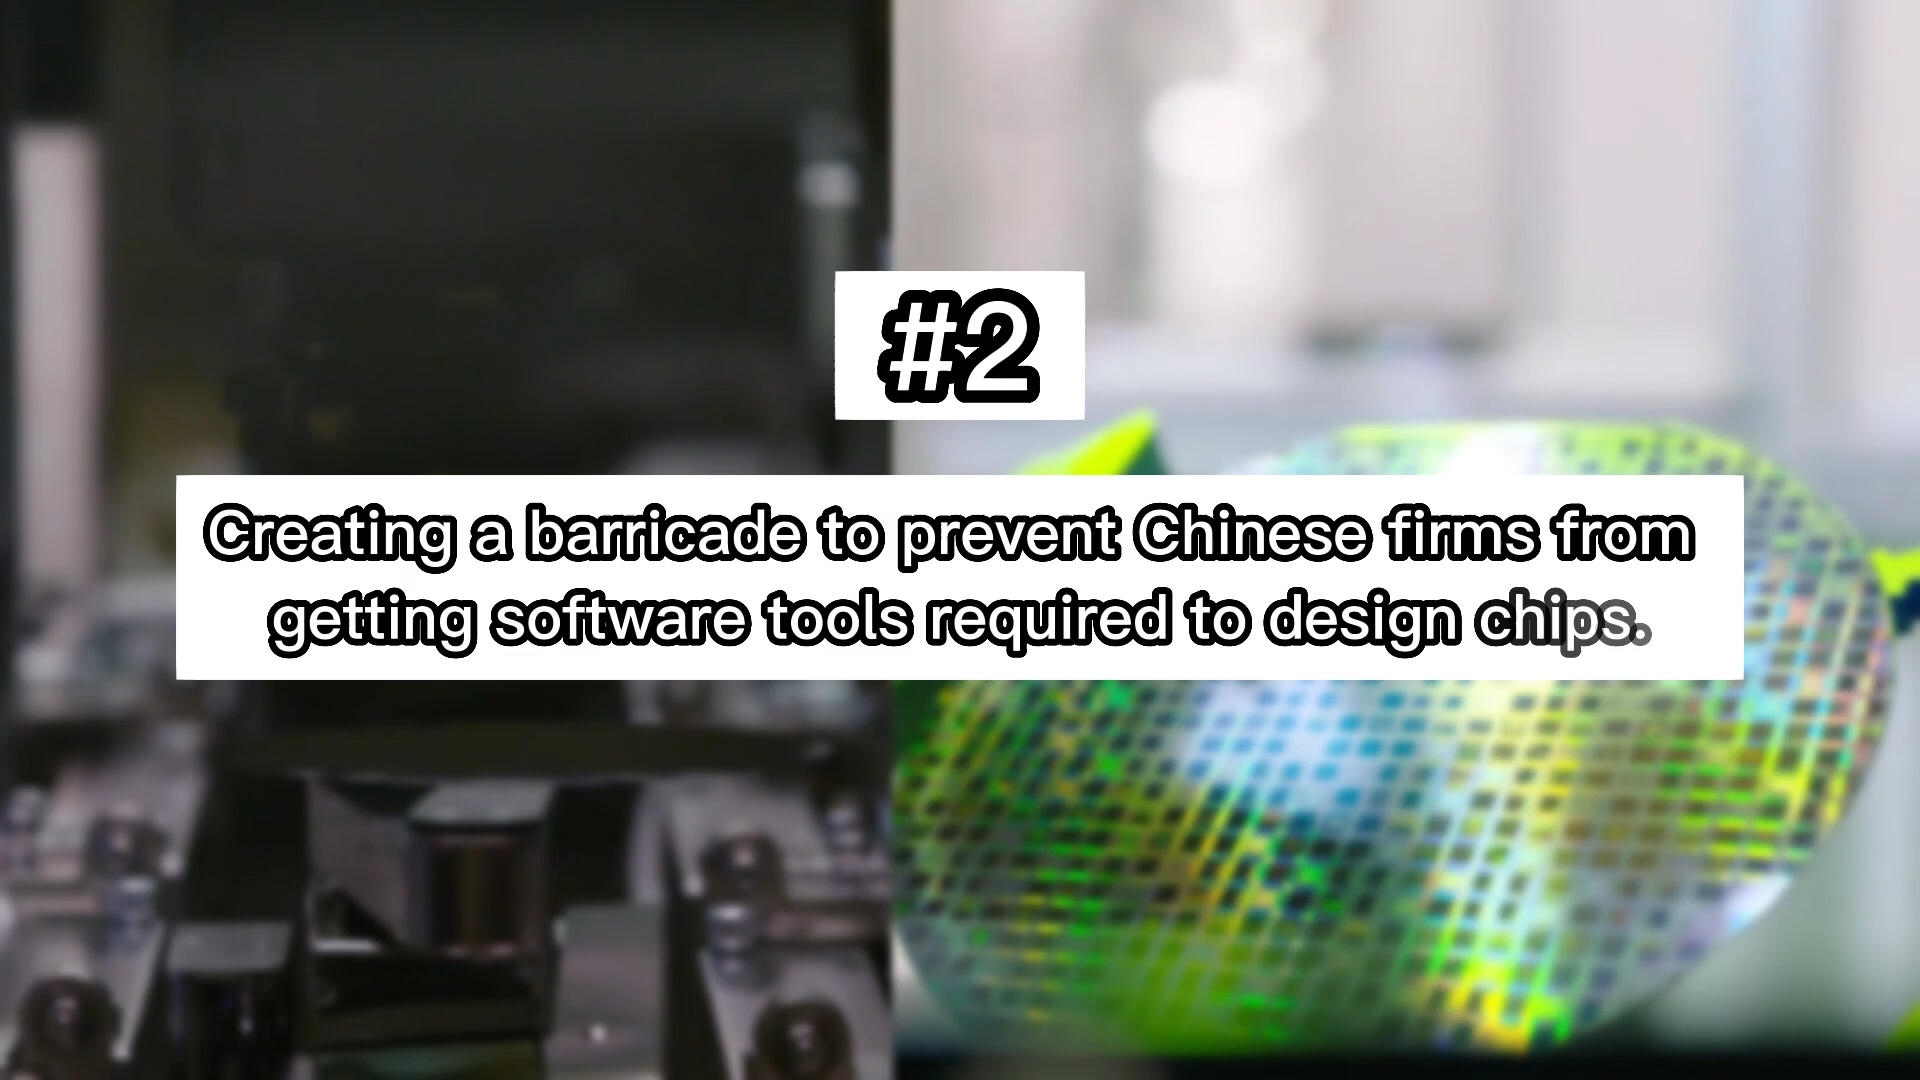 #2
Creating a barricade to prevent Chinese firms from
getting software tools required to design chips.